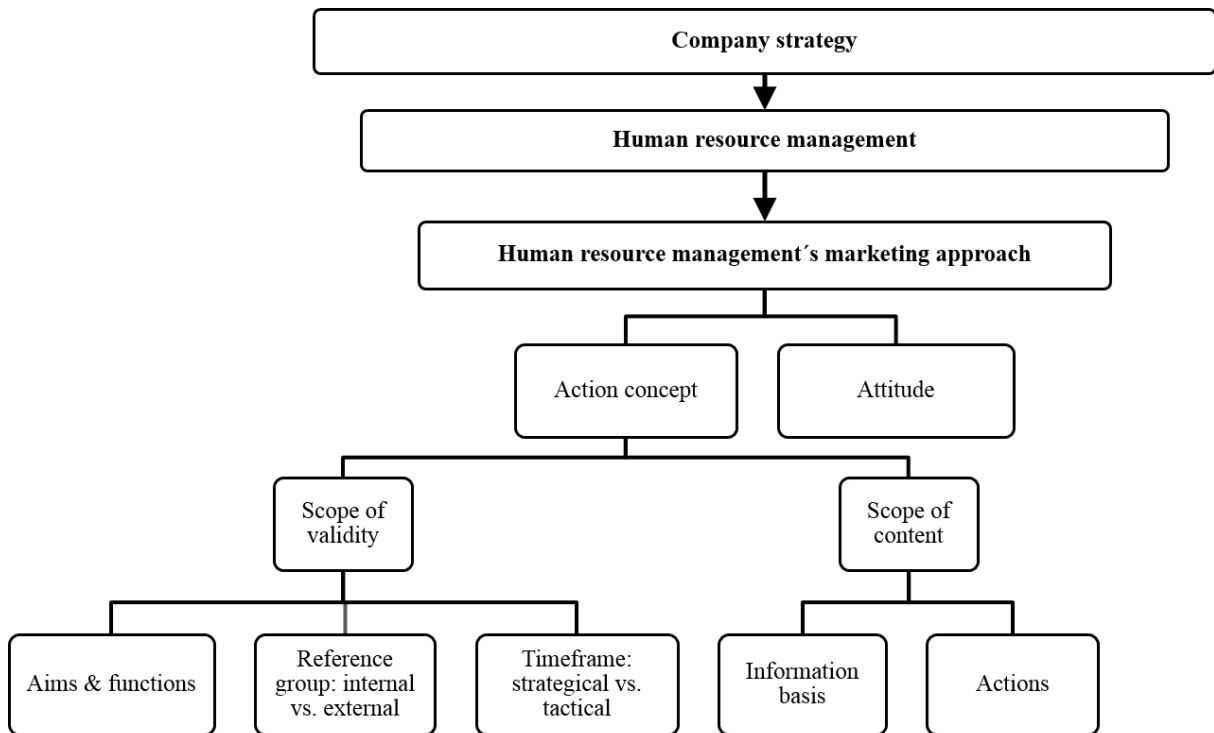 Company strategy
Human resource management
Human resource management´s marketing approach
Action concept
Attitude
Scope of
validity
Scope of
content
Aims & functions
Reference
group: internal
vs. external
Timeframe:
strategical vs.
tactical
Information
basis
Actions